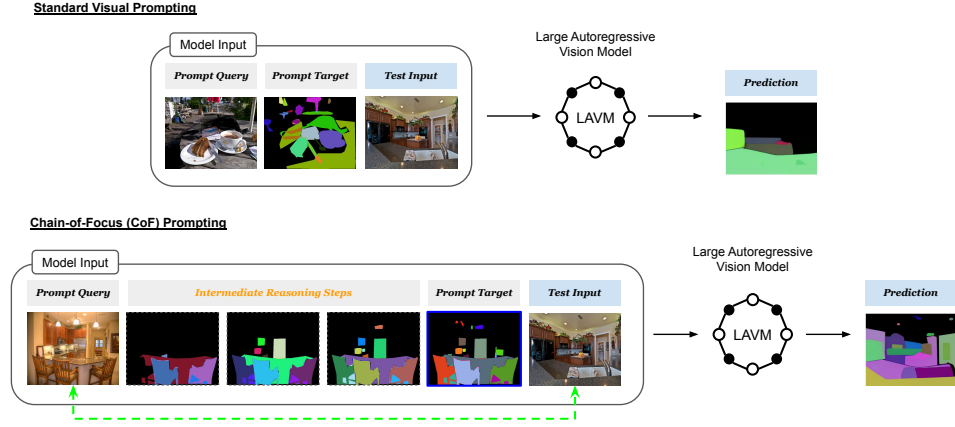 Standard Visual Prompting
Model Input
Prompt Query
Prompt Target
Test Input
Large Autoregressive
Vision Model
LAVM
Prediction
Chain-of-Focus (CoF) Prompting
Model Input
Prompt Query
Intermediate Reasoning Steps
Prompt Target
Test Input
Large Autoregressive
Vision Model
LAVM
Prediction